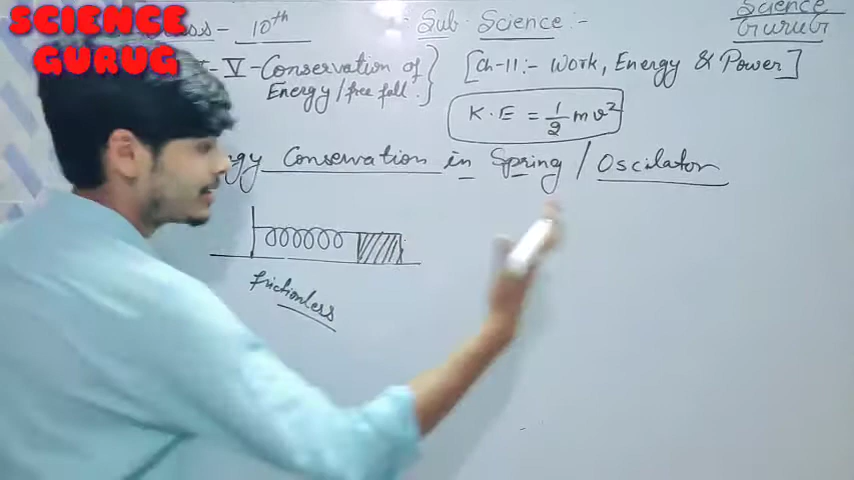 SCIENCE
GURUG
10th
Sub- Science :-
Science
GuruG
V - Conservation of
Energy / free fall.
[Ch-11:- Work, Energy & Power]
K.E = 1/2 mv²
Conservation in Spring / Oscilator
Frictionless